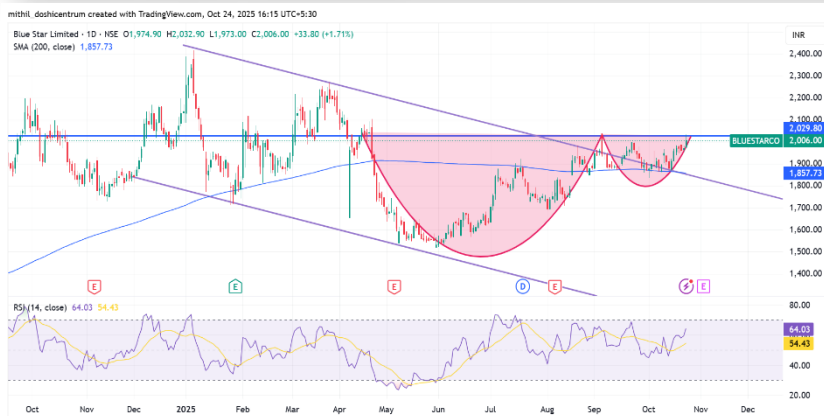 mithil_doshicentrum created with TradingView.com, Oct 24, 2025 16:15 UTC+5:30
Blue Star Limited · 1D · NSE O1,974.90 H2,032.90 L1,973.00 C2,006.00 +33.80 (+1.71%)
SMA (200, close) 1,857.73
INR
2,400.00
2,300.00
2,200.00
2,100.00
2,029.80
BLUESTARCO 2,006.00
1,900.00
1,857.73
1,800.00
1,700.00
1,600.00
1,500.00
1,400.00
E E E D E E
RSI (14, close) 64.03 54.43
80.00
64.03
54.43
40.00
20.00
Oct Nov Dec 2025 Feb Mar Apr May Jun Jul Aug Sep Oct Nov Dec